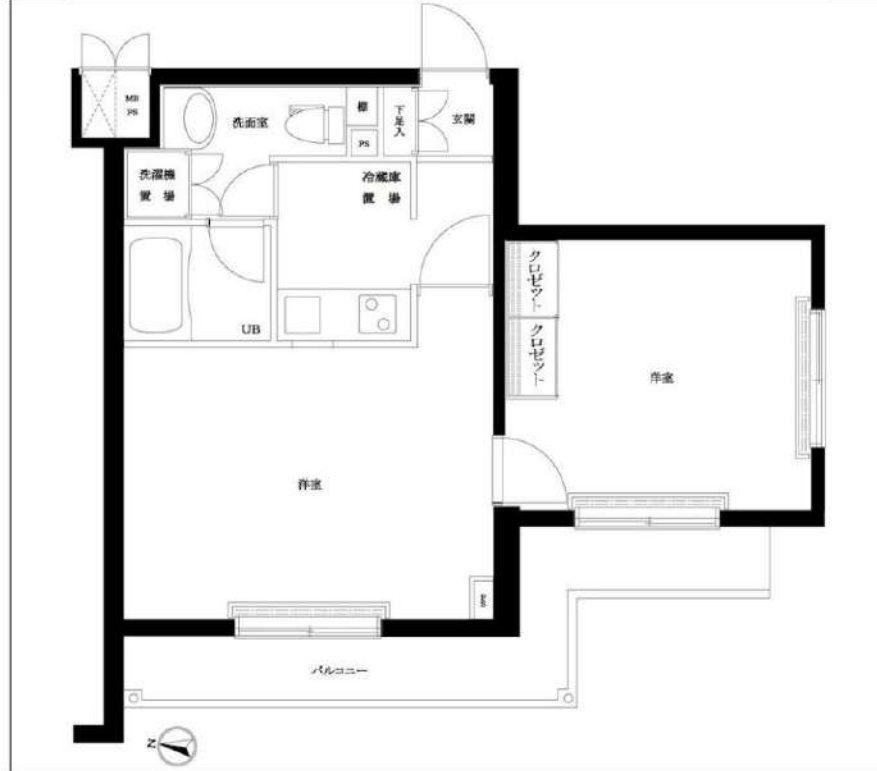 MB
PS
洗面室
棚
下足入
玄関
PS
洗濯機
置 場
冷蔵庫
置 場
クロゼット
クロゼット
UB
洋室
洋室
バルコニー
N